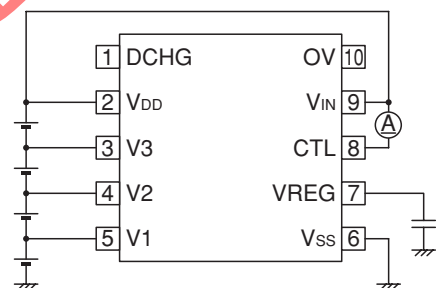 1 DCHG OV 10
2 VDD VIN 9
A
3 V3 CTL 8
4 V2 VREG 7
5 V1 VSS 6